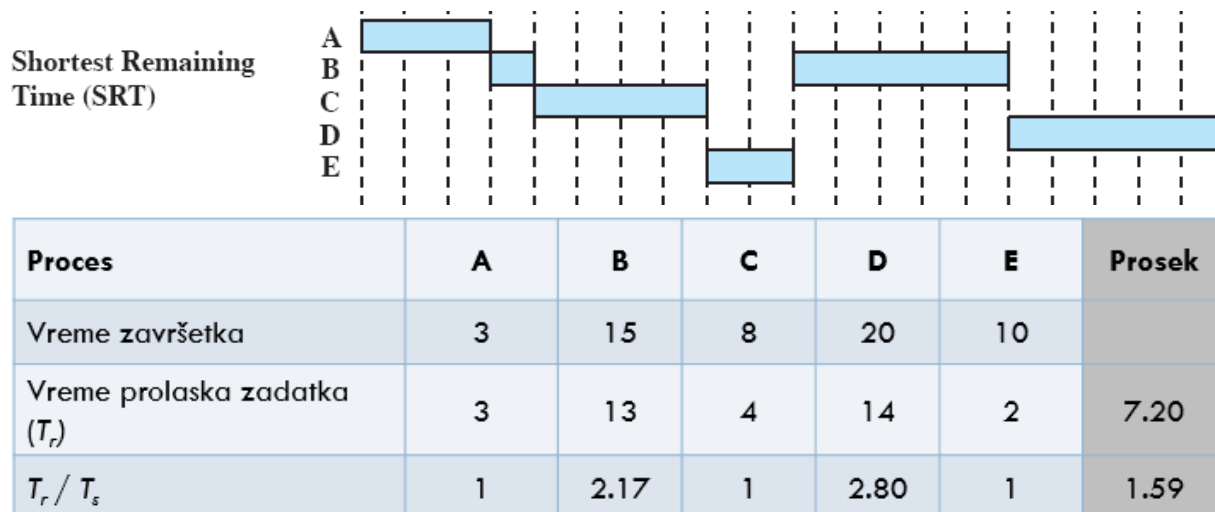 Shortest Remaining
Time (SRT)
A
B
C
D
E
Proces A B C D E Prosek
Vreme završetka 3 15 8 20 10
Vreme prolaska zadatka
(Tr) 3 13 4 14 2 7.20
Tr / Ts 1 2.17 1 2.80 1 1.59